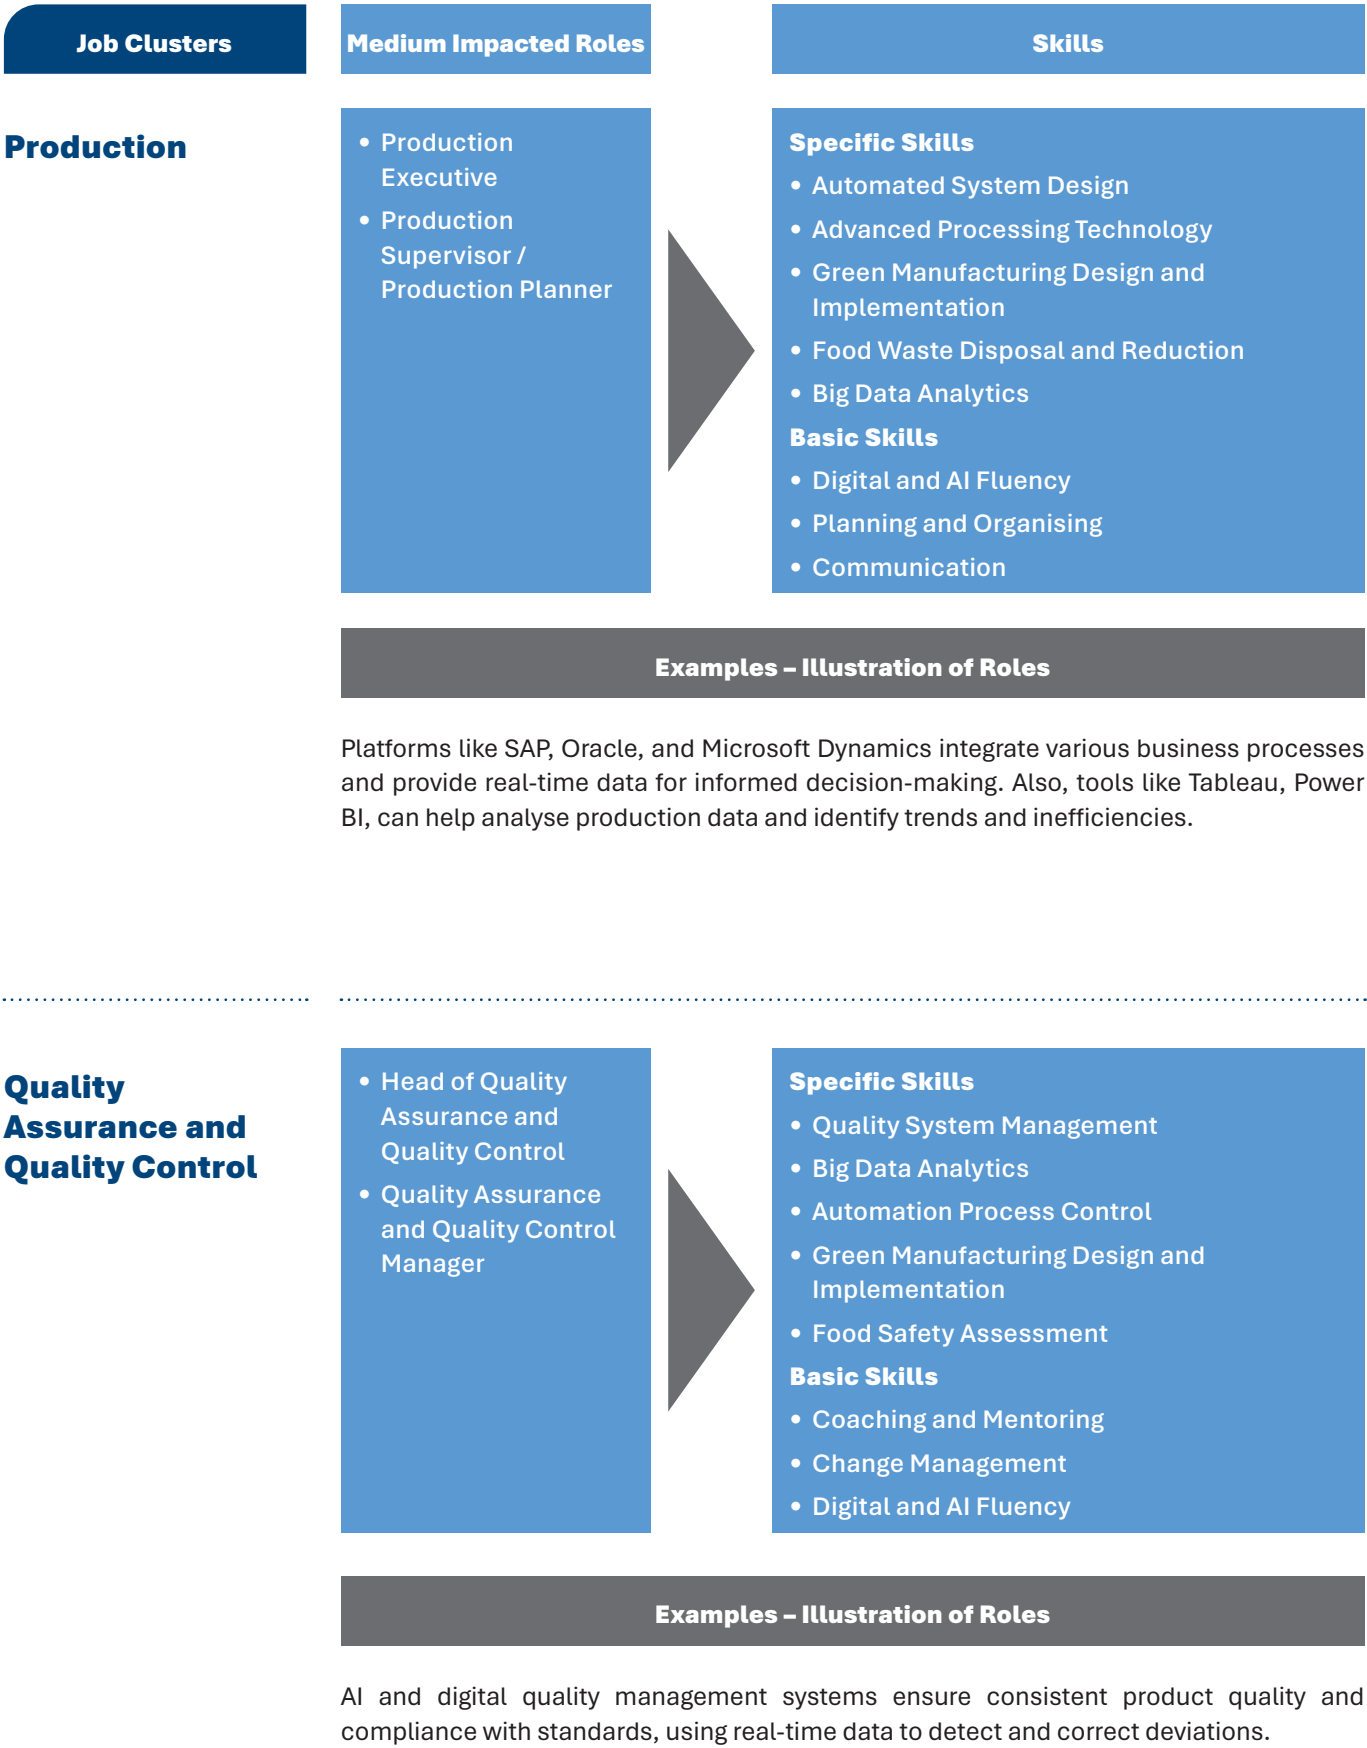 Job Clusters
Medium Impacted Roles
Skills
Production
• Production
Executive
• Production
Supervisor /
Production Planner
Specific Skills
• Automated System Design
• Advanced Processing Technology
• Green Manufacturing Design and
Implementation
• Food Waste Disposal and Reduction
• Big Data Analytics
Basic Skills
• Digital and AI Fluency
• Planning and Organising
• Communication
Examples – Illustration of Roles
Platforms like SAP, Oracle, and Microsoft Dynamics integrate various business processes
and provide real-time data for informed decision-making. Also, tools like Tableau, Power
BI, can help analyse production data and identify trends and inefficiencies.
Quality
Assurance and
Quality Control
• Head of Quality
Assurance and
Quality Control
• Quality Assurance
and Quality Control
Manager
Specific Skills
• Quality System Management
• Big Data Analytics
• Automation Process Control
• Green Manufacturing Design and
Implementation
• Food Safety Assessment
Basic Skills
• Coaching and Mentoring
• Change Management
• Digital and AI Fluency
Examples – Illustration of Roles
AI and digital quality management systems ensure consistent product quality and
compliance with standards, using real-time data to detect and correct deviations.